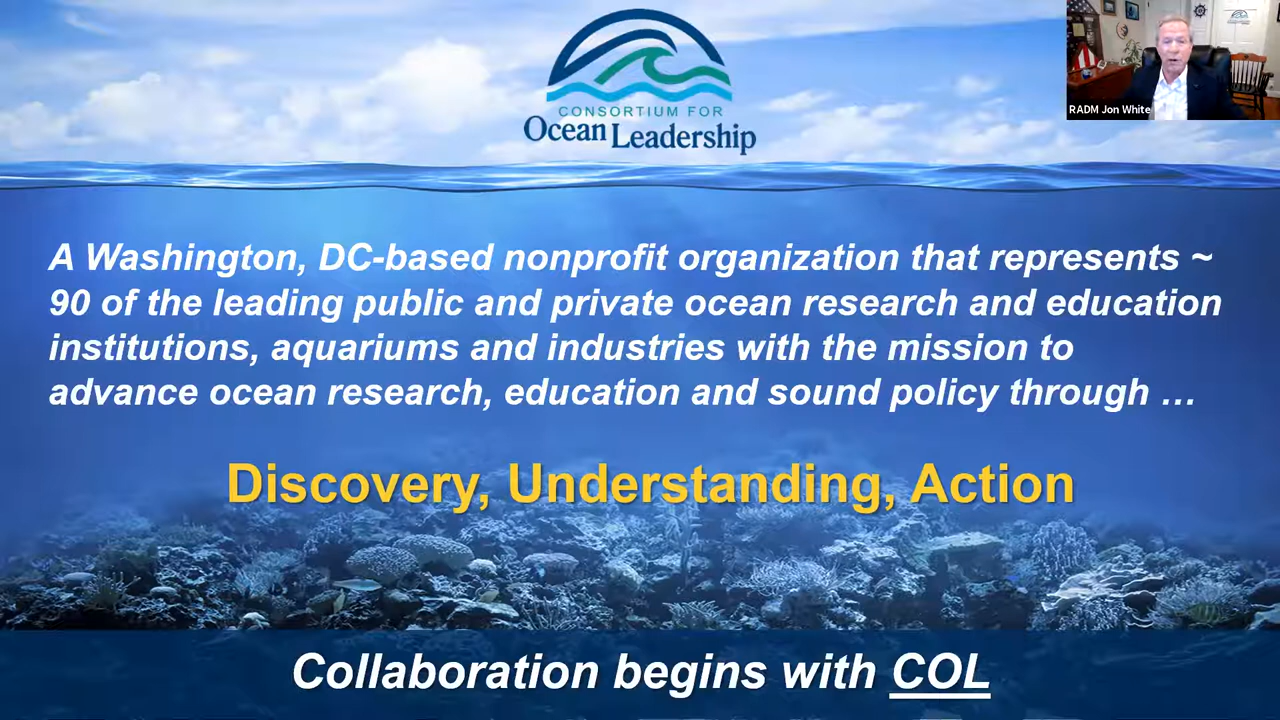 CONSORTIUM FOR
Ocean Leadership
RADM Jon White
A Washington, DC-based nonprofit organization that represents ~
90 of the leading public and private ocean research and education
institutions, aquariums and industries with the mission to
advance ocean research, education and sound policy through …
Discovery, Understanding, Action
Collaboration begins with COL